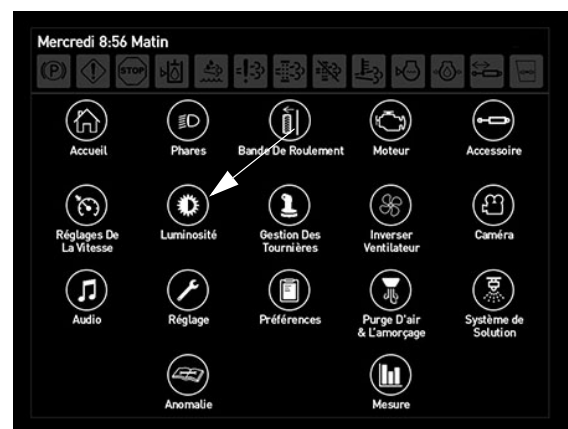 Mercredi 8:56 Matin
(P) STOP
Accueil Phares Bande De Roulement Moteur Accessoire
Réglages De La Vitesse Luminosité Gestion Des Tournières Inverser Ventilateur Caméra
Audio Réglage Préférences Purge D'air & L'amorçage Système de Solution
Anomalie Mesure